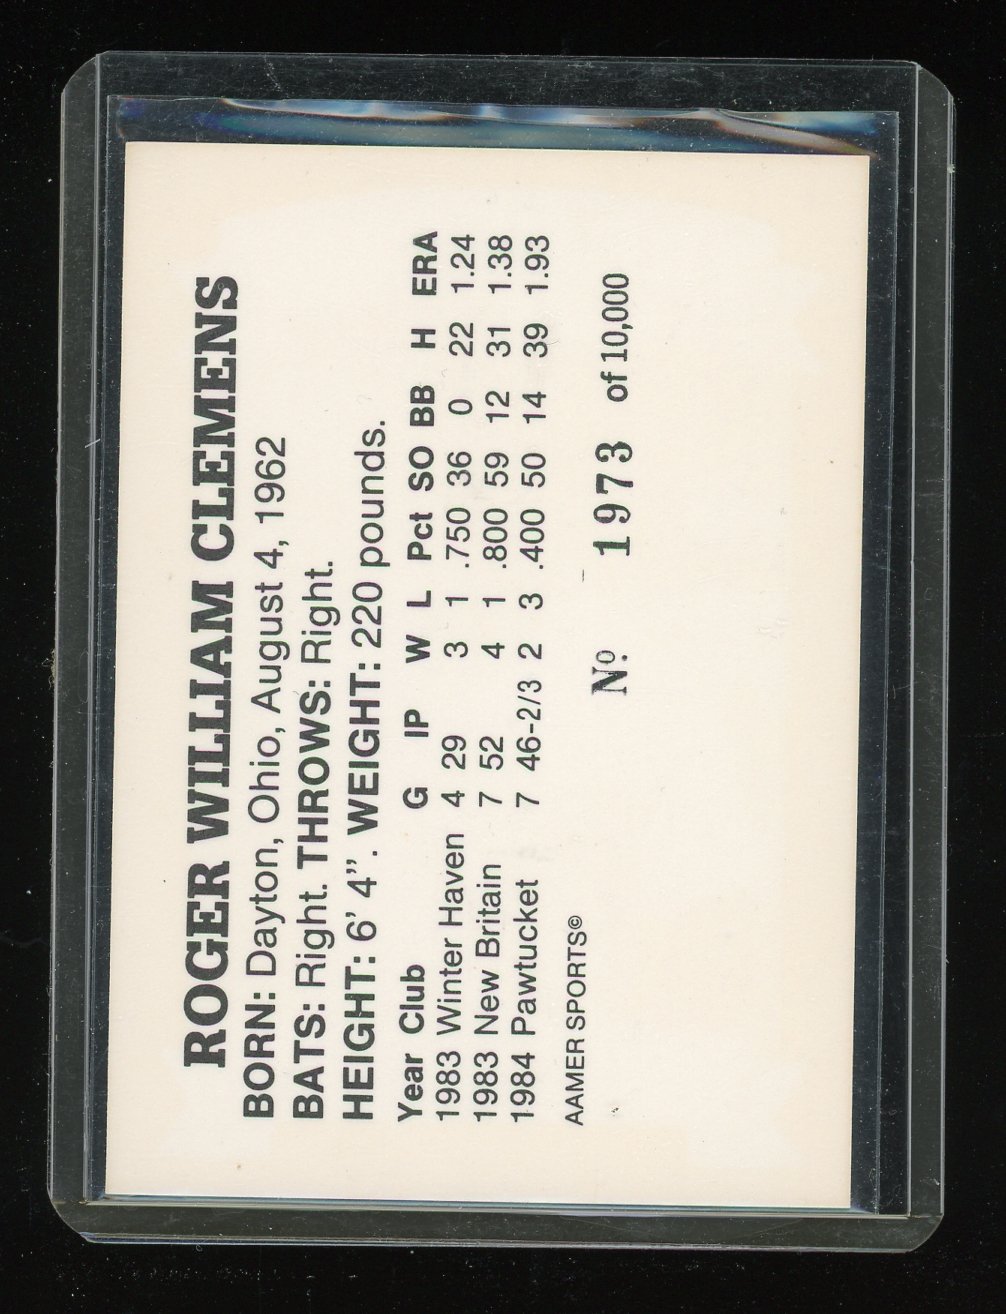 ROGER WILLIAM CLEMENS
BORN: Dayton, Ohio, August 4, 1962
BATS: Right. THROWS: Right.
HEIGHT: 6' 4”. WEIGHT: 220 pounds.
Year Club G IP W L Pct SO BB H ERA
1983 Winter Haven 4 29 3 1 .750 36 0 22 1.24
1983 New Britain 7 52 4 1 .800 59 12 31 1.38
1984 Pawtucket 7 46-2/3 2 3 .400 50 14 39 1.93
AAMER SPORTS©
Nº. 1973 of 10,000